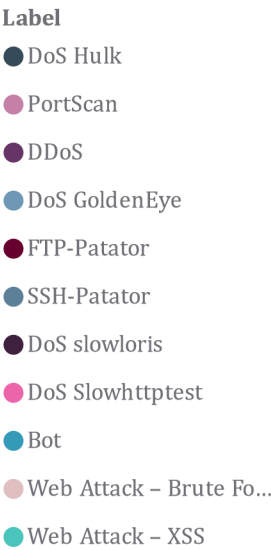 Label
DoS Hulk
PortScan
DDoS
DoS GoldenEye
FTP-Patator
SSH-Patator
DoS slowloris
DoS Slowhttptest
Bot
Web Attack – Brute Fo...
Web Attack – XSS